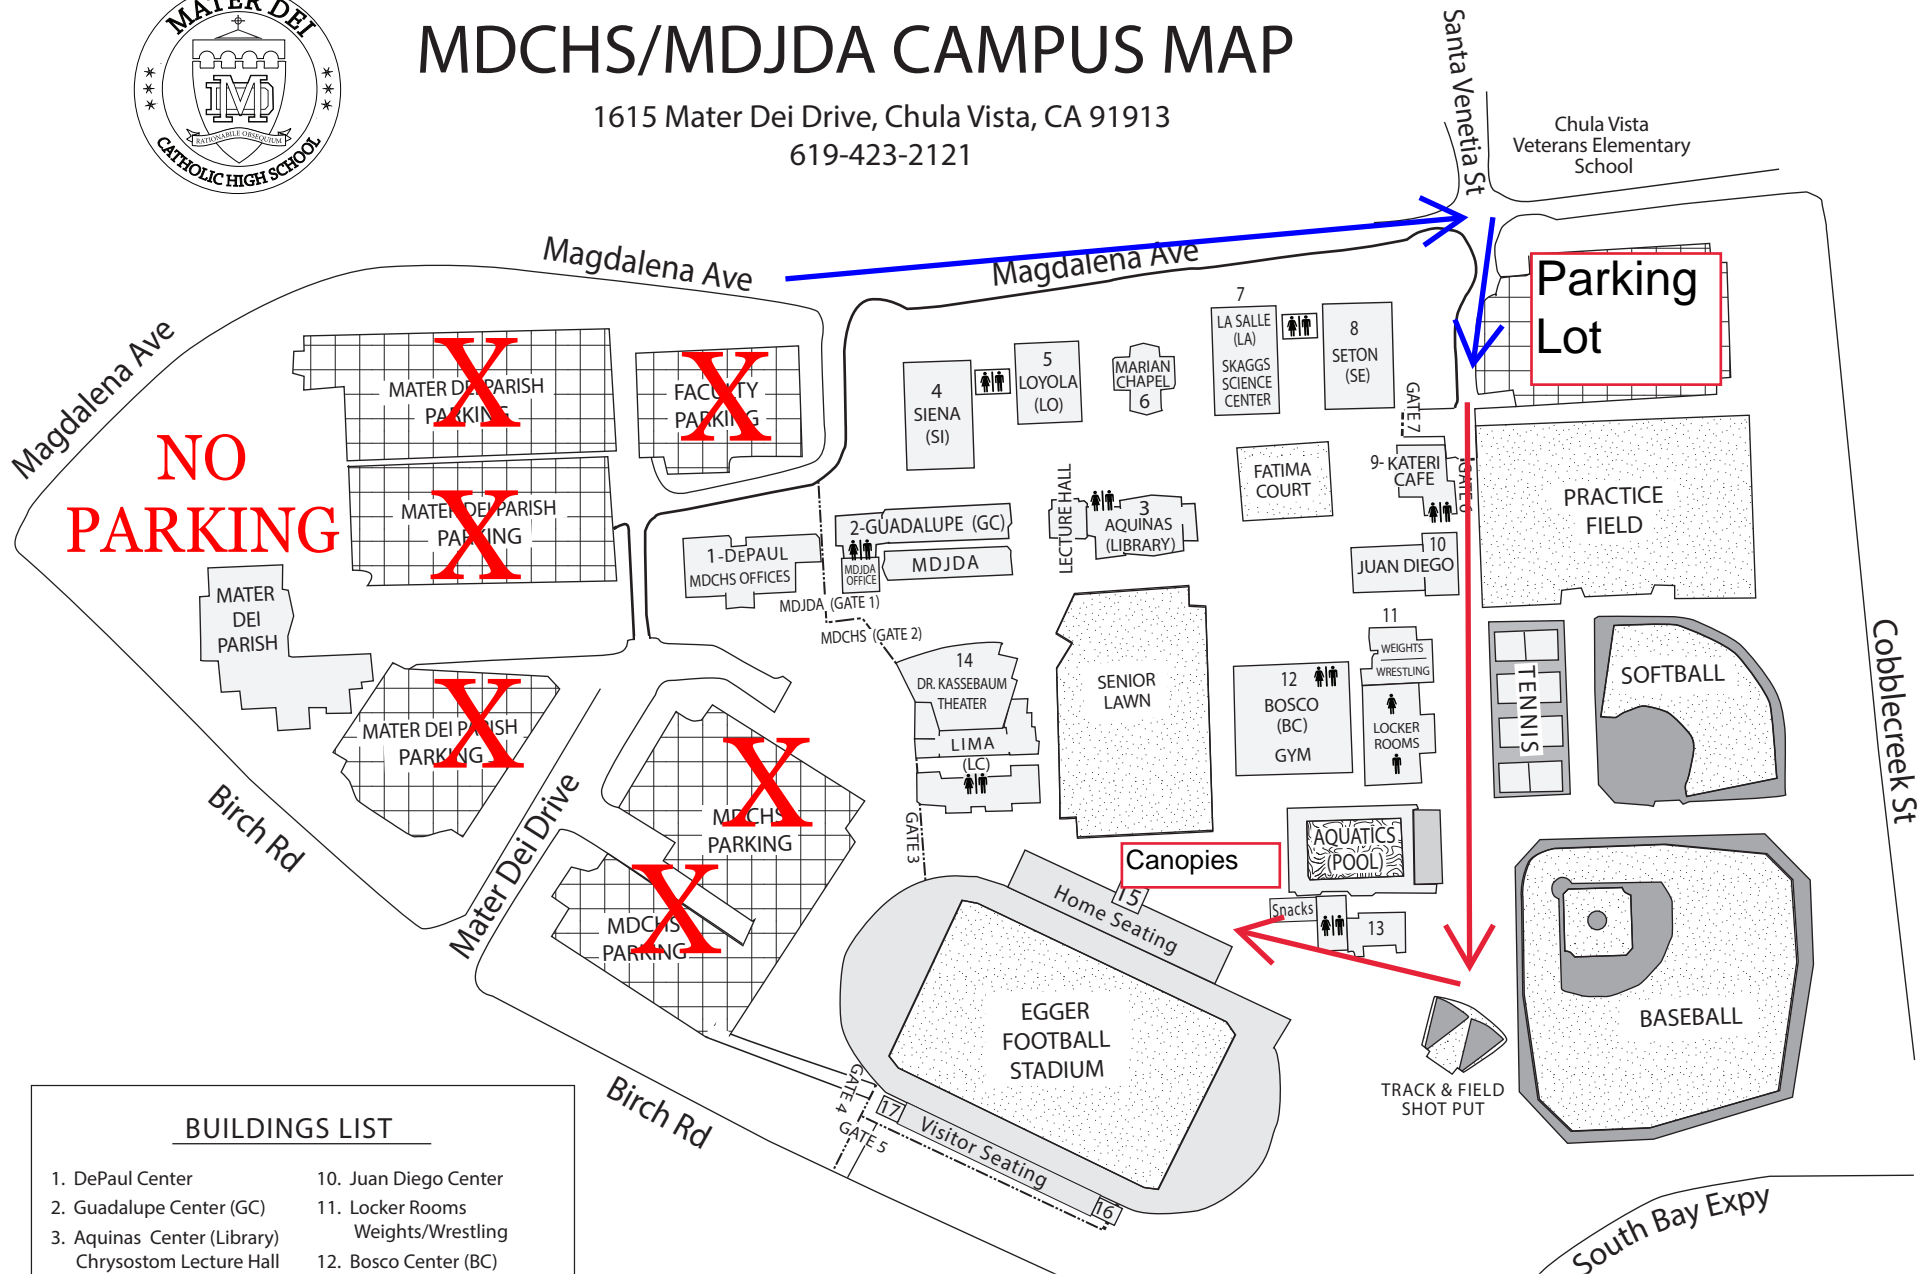 MATER DEI
MD
RATIONABILE OBSEQUIUM
CATHOLIC HIGH SCHOOL
MDCHS/MDJDA CAMPUS MAP
1615 Mater Dei Drive, Chula Vista, CA 91913
619-423-2121
Santa Venetia St
Chula Vista
Veterans Elementary
School
Magdalena Ave
Magdalena Ave
Magdalena Ave
Parking
Lot
NO
PARKING
MATER DEI PARISH
PARKING
X
FACULTY
PARKING
X
MATER DEI PARISH
PARKING
X
MATER
DEI
PARISH
MATER DEI PARISH
PARKING
X
MDCHS
PARKING
X
MDCHS
PARKING
X
4
SIENA
(SI)
5
LOYOLA
(LO)
MARIAN
CHAPEL
6
7
LA SALLE
(LA)
SKAGGS
SCIENCE
CENTER
8
SETON
(SE)
GATE 7
9- KATERI
CAFE
GATE 6
FATIMA
COURT
PRACTICE
FIELD
LECTURE HALL
3
AQUINAS
(LIBRARY)
2-GUADALUPE (GC)
MDJDA
MDJDA
OFFICE
1-DEPAUL
MDCHS OFFICES
MDJDA (GATE 1)
MDCHS (GATE 2)
10
JUAN DIEGO
11
WEIGHTS
WRESTLING
LOCKER
ROOMS
12
BOSCO
(BC)
GYM
14
DR. KASSEBAUM
THEATER
LIMA
(LC)
GATE 3
SENIOR
LAWN
TENNIS
SOFTBALL
Cobblecreek St
AQUATICS
(POOL)
Canopies
15
Home Seating
Snacks
13
EGGER
FOOTBALL
STADIUM
BASEBALL
TRACK & FIELD
SHOT PUT
Birch Rd
Mater Dei Drive
Birch Rd
GATE 4
GATE 5
17
Visitor Seating
16
South Bay Expy
BUILDINGS LIST
1. DePaul Center
2. Guadalupe Center (GC)
3. Aquinas Center (Library)
Chrysostom Lecture Hall
10. Juan Diego Center
11. Locker Rooms
Weights/Wrestling
12. Bosco Center (BC)